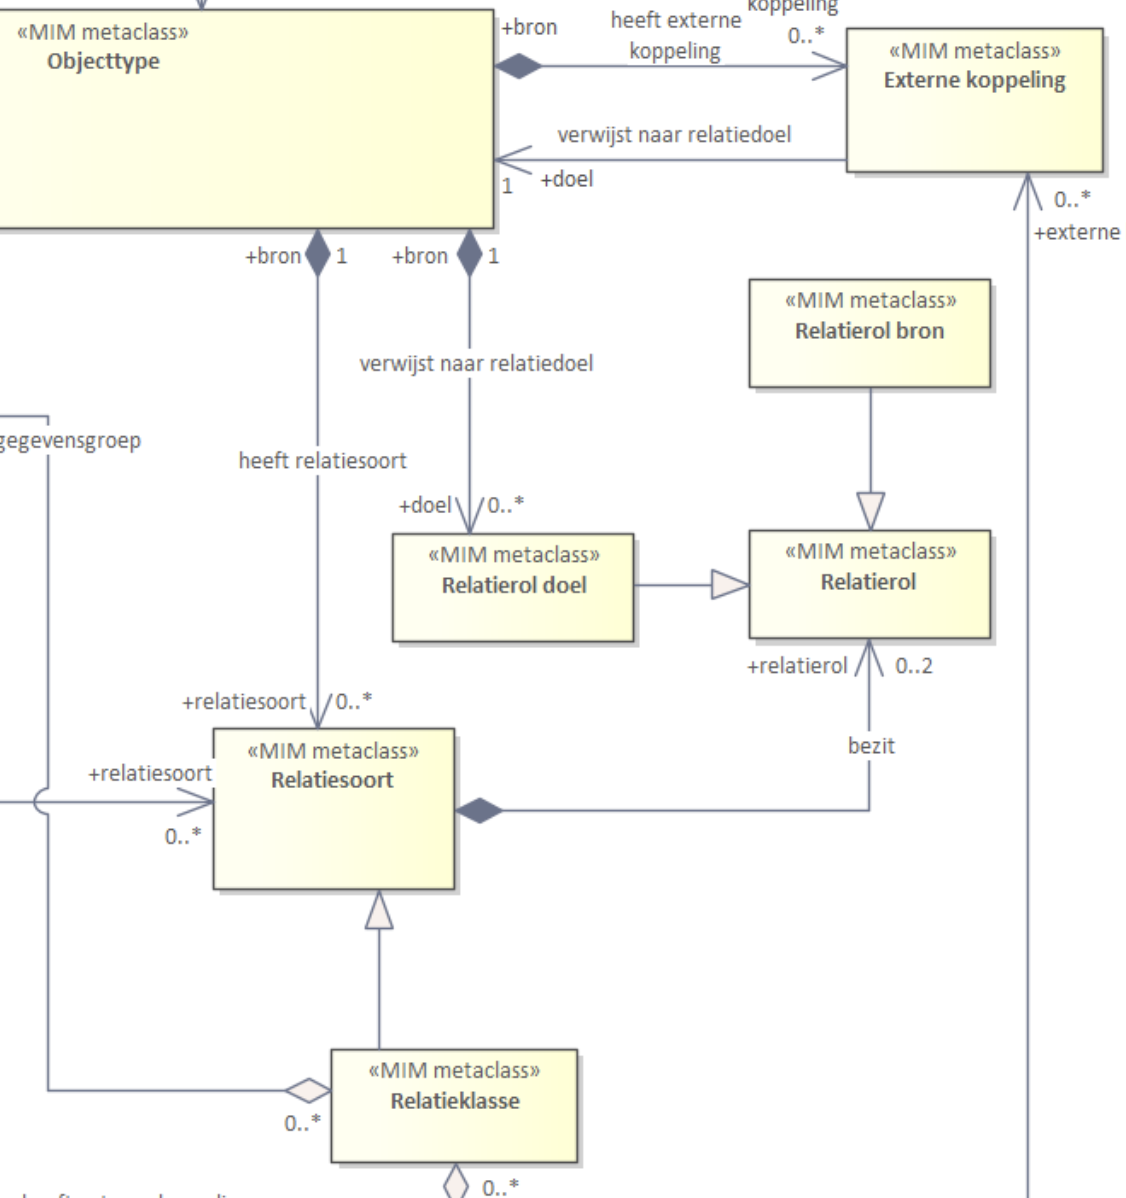 koppeling
«MIM metaclass»
Objecttype
+bron
heeft externe
koppeling
0..*
«MIM metaclass»
Externe koppeling
verwijst naar relatiedoel
1
+doel
0..*
+externe
+bron
1
+bron
1
«MIM metaclass»
Relatierol bron
verwijst naar relatiedoel
gegevensgroep
heeft relatiesoort
+doel
0..*
«MIM metaclass»
Relatierol doel
«MIM metaclass»
Relatierol
+relatierol
0..2
+relatiesoort
0..*
bezit
+relatiesoort
0..*
«MIM metaclass»
Relatiesoort
«MIM metaclass»
Relatieklasse
0..*
0..*